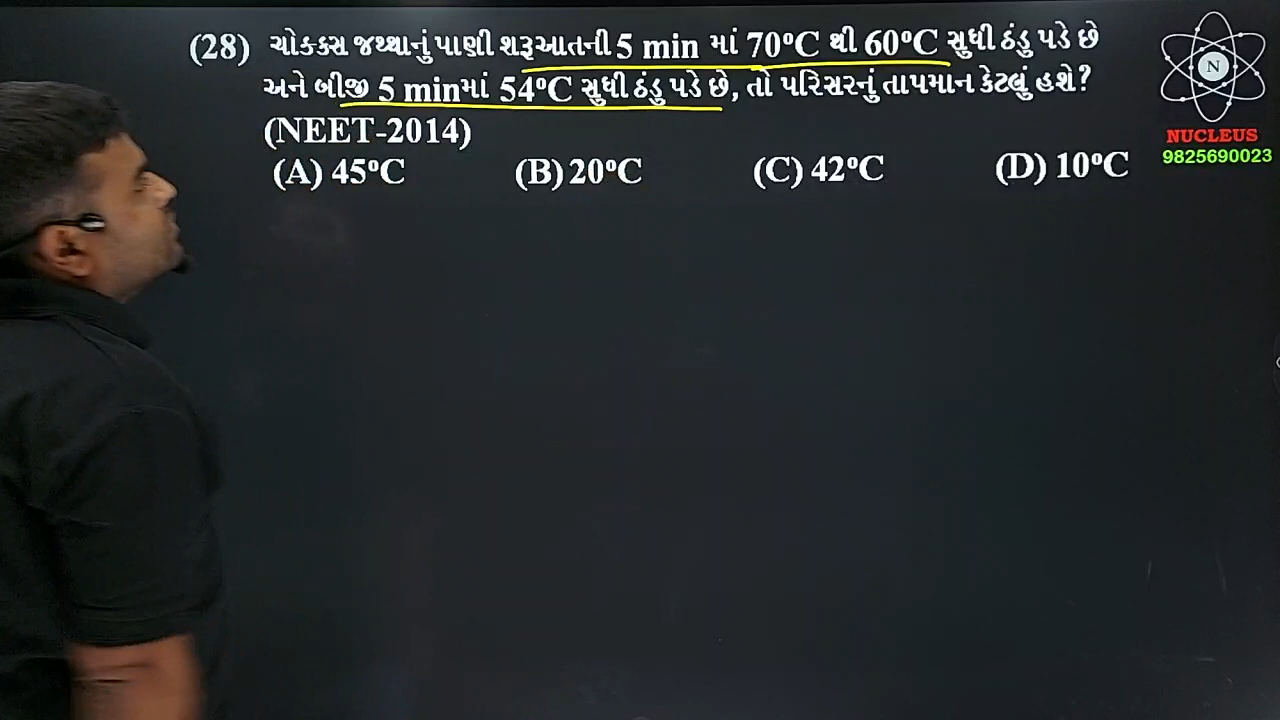 (28) ચોકકસ જથ્થાનું પાણી શરૂઆતની 5 min માં 70°C થી 60°C સુધી ઠંડુ પડે છે
અને બીજી 5 minમાં 54°C સુધી ઠંડુ પડે છે, તો પરિસરનું તાપમાન કેટલું હશે?
(NEET-2014)
(A) 45°C (B) 20°C (C) 42°C (D) 10°C
N
NUCLEUS
9825690023